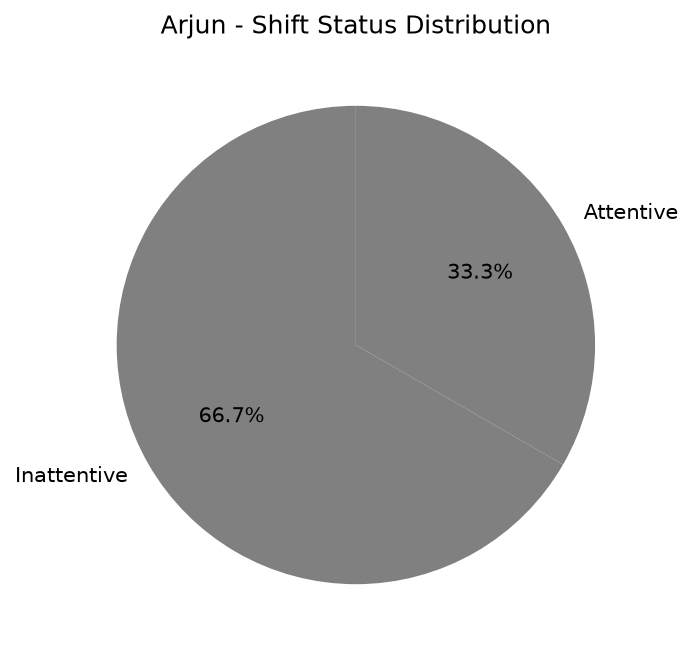 Arjun - Shift Status Distribution
Attentive
33.3%
66.7%
Inattentive